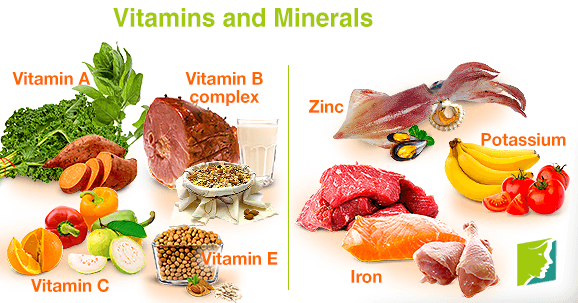 Vitamins and Minerals
Vitamin A
Vitamin B
complex
Zinc
Potassium
Vitamin C
Vitamin E
Iron